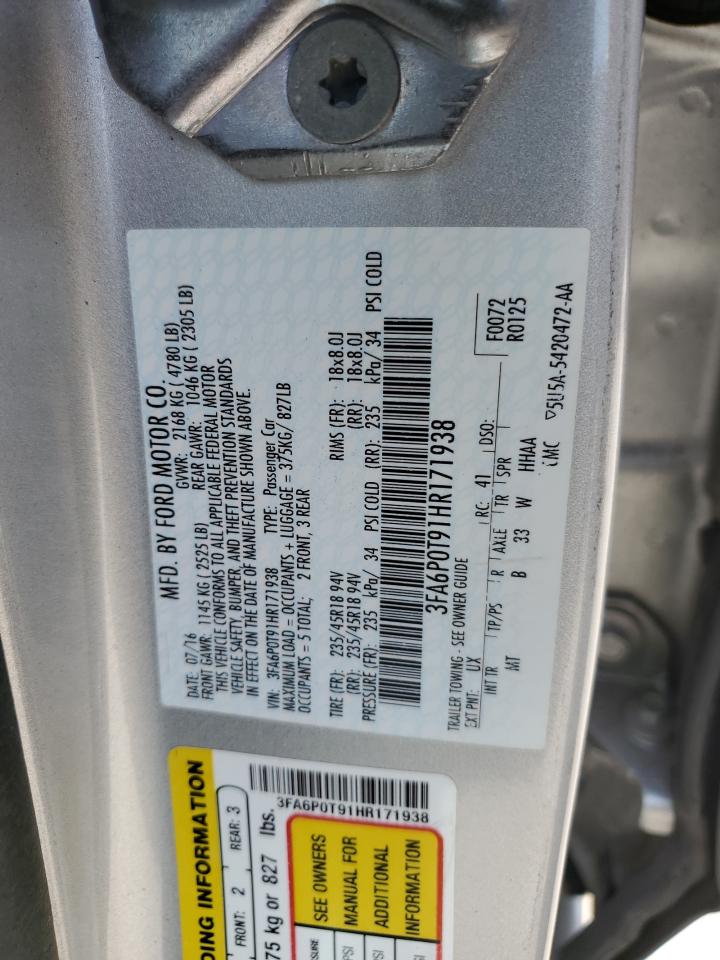 MFD. BY FORD MOTOR CO.
DATE: 07/16 GVWR: 2168 KG ( 4780 LB)
FRONT GAWR: 1145 KG ( 2525 LB) REAR GAWR: 1046 KG ( 2305 LB)
THIS VEHICLE CONFORMS TO ALL APPLICABLE FEDERAL MOTOR
VEHICLE SAFETY, BUMPER, AND THEFT PREVENTION STANDARDS
IN EFFECT ON THE DATE OF MANUFACTURE SHOWN ABOVE.
VIN: 3FA6P0T91HR171938 TYPE: Passenger Car
MAXIMUM LOAD = OCCUPANTS + LUGGAGE = 375KG/ 827LB
OCCUPANTS = 5 TOTAL; 2 FRONT, 3 REAR
TIRE (FR): 235/45R18 94V RIMS (FR): 18x8.0J
(RR): 235/45R18 94V (RR): 18x8.0J
PRESSURE (FR): 235 kPa/ 34 PSI COLD (RR): 235 kPa/ 34 PSI COLD
3FA6P0T91HR171938
TRAILER TOWING - SEE OWNER GUIDE
EXT PNT: UX RC: 41 DSO: F0072
R0125
INT TR TP/PS R AXLE TR SPR
MT B 33 W HHAA
5U5A-5420472-AA
DING INFORMATION
FRONT: 2 REAR: 3
75 kg or 827 lbs.
3FA6P0T91HR171938
SEE OWNERS
MANUAL FOR
ADDITIONAL
INFORMATION